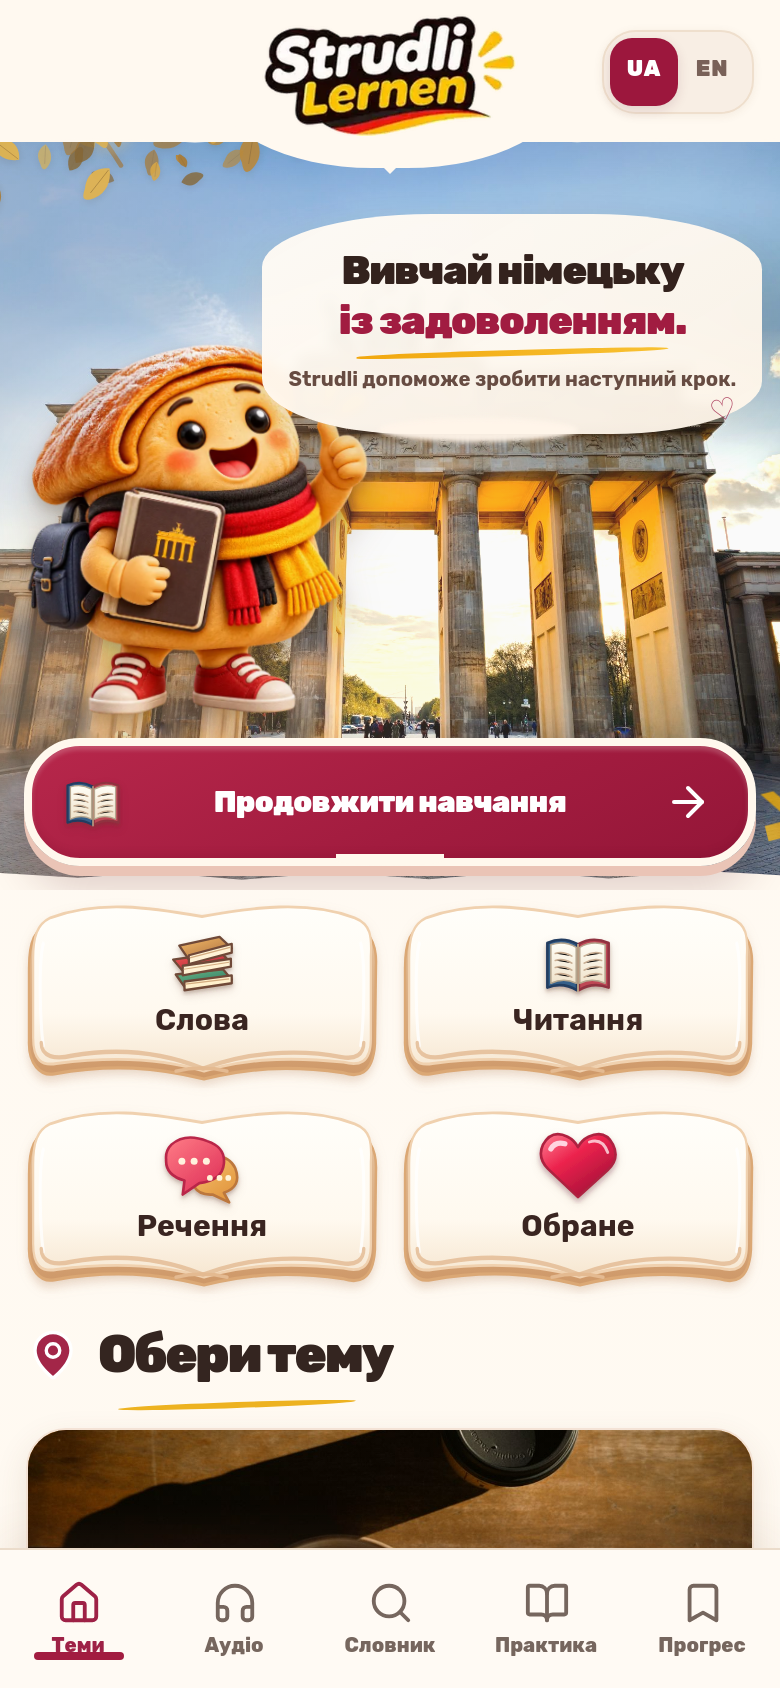 Strudli
Lernen
UA EN
Вивчай німецьку
із задоволенням.
Strudli допоможе зробити наступний крок.
Продовжити навчання
Слова
Читання
Речення
Обране
Обери тему
Теми
Аудіо
Словник
Практика
Прогрес